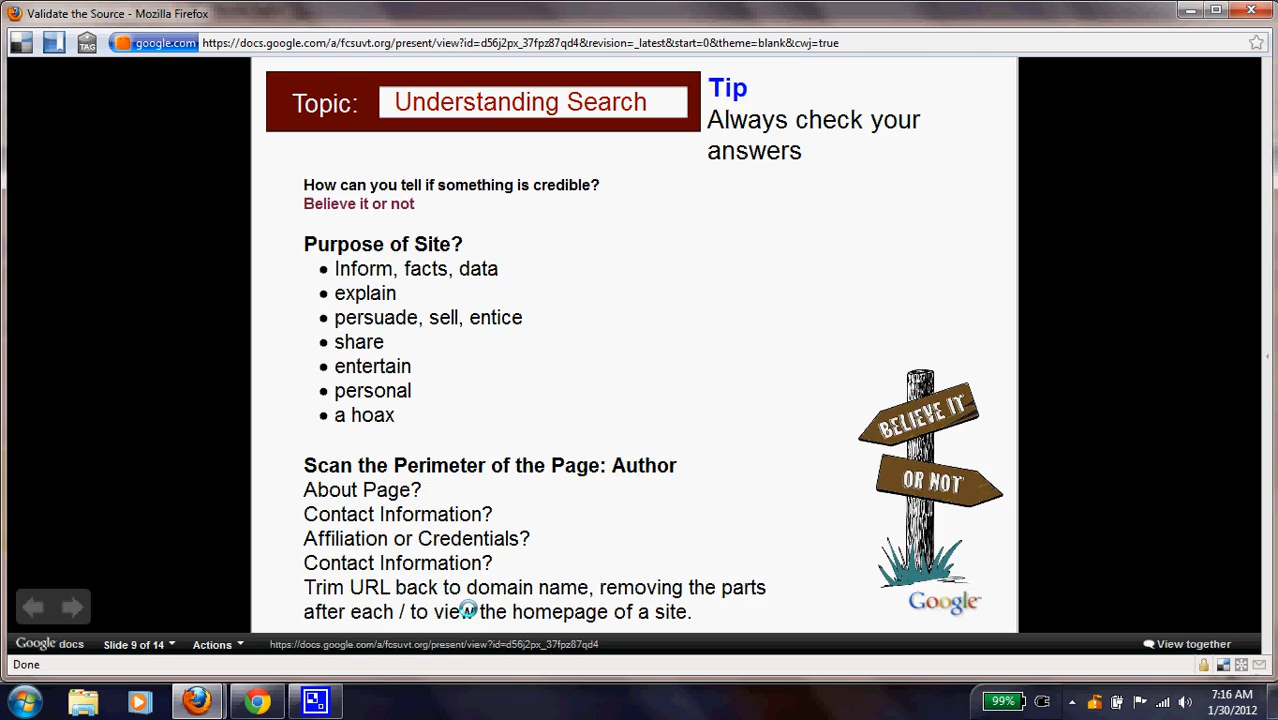 Validate the Source - Mozilla Firefox
TAG
google.com
https://docs.google.com/a/fcsuvt.org/present/view?id=d56j2px_37fpz87qd4&revision=_latest&start=0&theme=blank&cwj=true
Topic:
Understanding Search
Tip
Always check your
answers
How can you tell if something is credible?
Believe it or not
Purpose of Site?
• Inform, facts, data
• explain
• persuade, sell, entice
• share
• entertain
• personal
• a hoax
BELIEVE IT
OR NOT
Google™
Scan the Perimeter of the Page: Author
About Page?
Contact Information?
Affiliation or Credentials?
Contact Information?
Trim URL back to domain name, removing the parts
after each / to view the homepage of a site.
Google docs
Slide 9 of 14
Actions
https://docs.google.com/a/fcsuvt.org/present/view?id=d56j2px_37fpz87qd4
View together
Done
99%
7:16 AM
1/30/2012